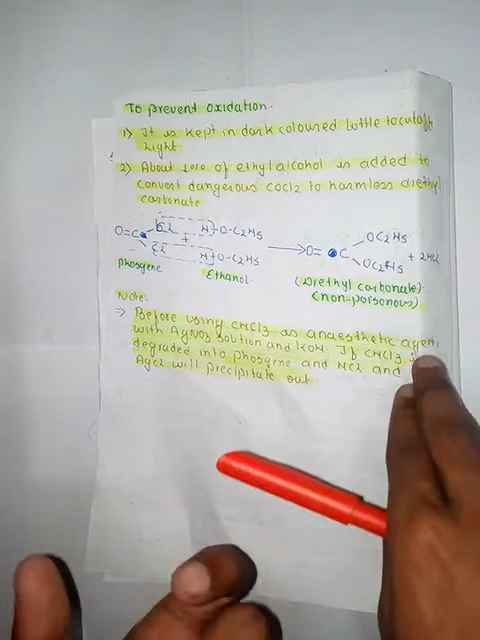 To prevent oxidation.
1) It is kept in dark coloured bottle to cut off
Light.
2) About 1% of ethyl alcohol is added to
convert dangerous COCl2 to harmless diethyl
carbonate
O=C Cl H-O-C2H5 → O=C OC2H5 + 2HCl
+
Cl H-O-C2H5 OC2H5
phosgene Ethanol (Diethyl carbonate)
(non-poisonous)
Note:
⇒ Before using CHCl3 as anaesthetic agent,
with AgNO3 solution and KOH. If CHCl3 is
degraded into phosgene and HCl and
AgCl will precipitate out